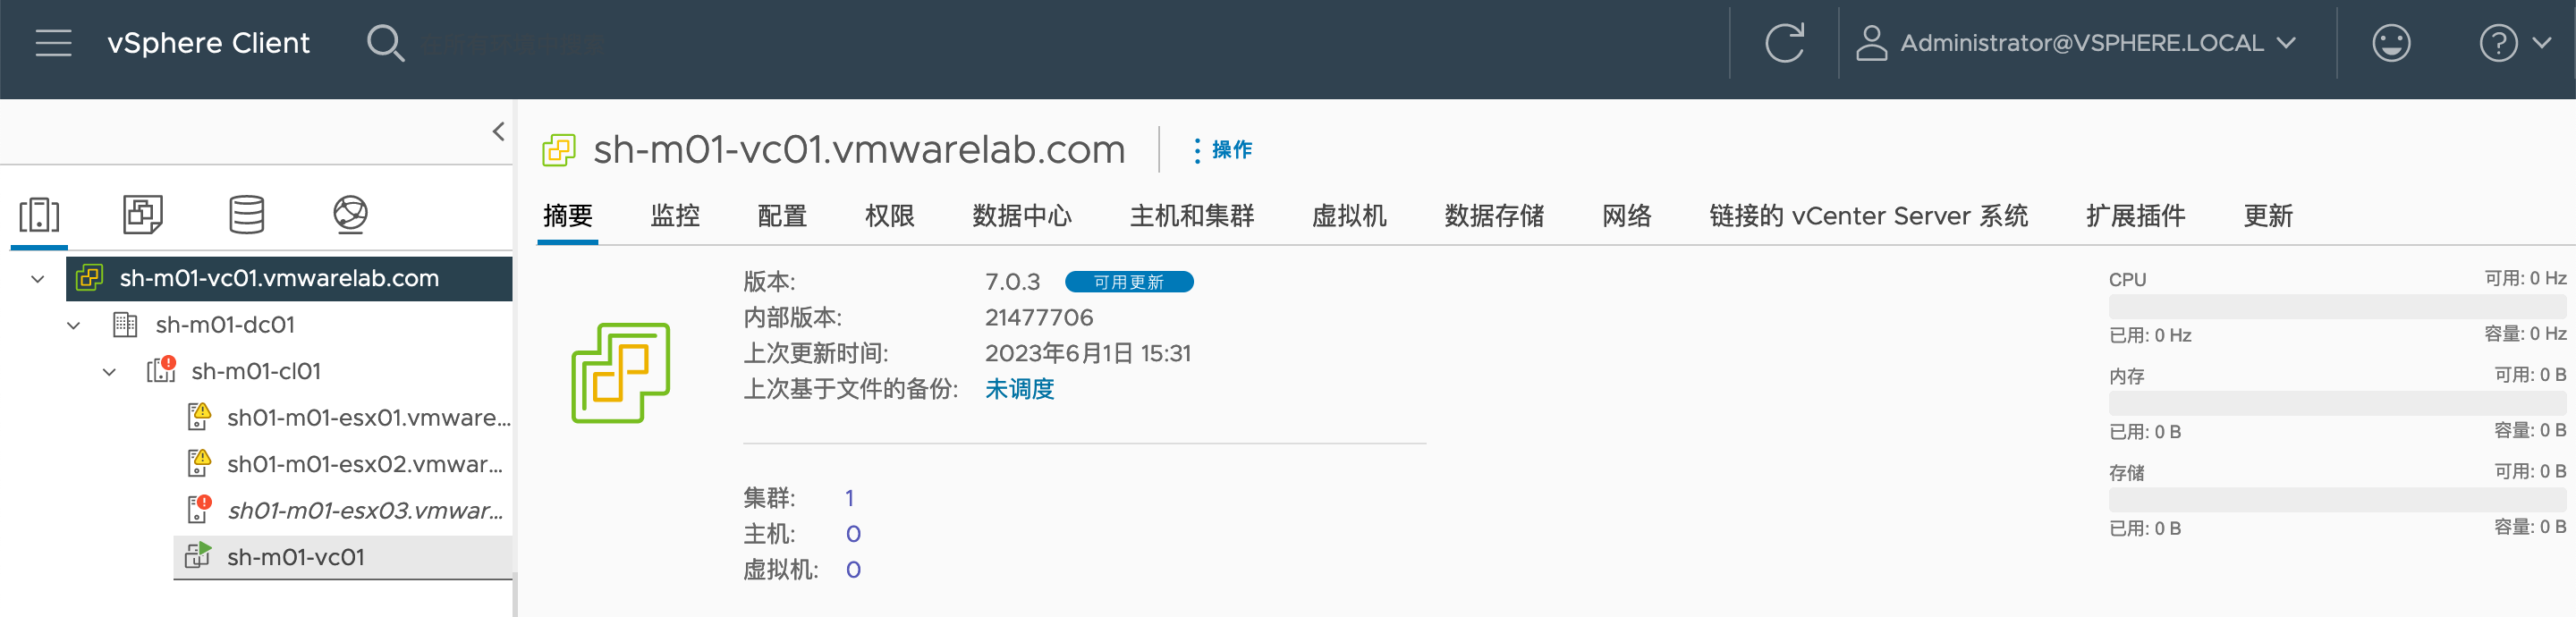 vSphere Client
Administrator@VSPHERE.LOCAL
sh-m01-vc01.vmwarelab.com
sh-m01-dc01
sh-m01-cl01
sh01-m01-esx01.vmware...
sh01-m01-esx02.vmwar...
sh01-m01-esx03.vmwar...
sh-m01-vc01
sh-m01-vc01.vmwarelab.com
操作
摘要 监控 配置 权限 数据中心 主机和集群 虚拟机 数据存储 网络 链接的 vCenter Server 系统 扩展插件 更新
版本: 7.0.3 可用更新
内部版本: 21477706
上次更新时间: 2023年6月1日 15:31
上次基于文件的备份: 未调度
集群: 1
主机: 0
虚拟机: 0
CPU 可用: 0 Hz
已用: 0 Hz 容量: 0 Hz
内存 可用: 0 B
已用: 0 B 容量: 0 B
存储 可用: 0 B
已用: 0 B 容量: 0 B